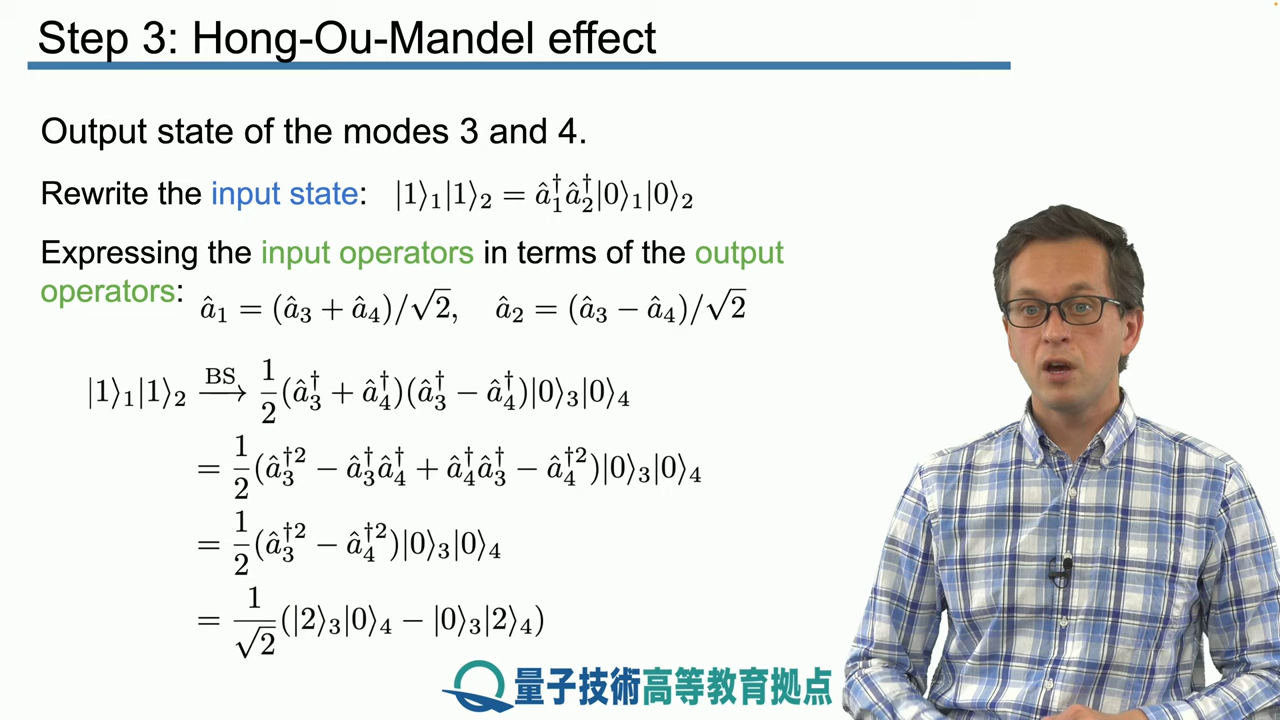 Step 3: Hong-Ou-Mandel effect
Output state of the modes 3 and 4.
Rewrite the input state: |1⟩₁|1⟩₂ = â₁†â₂†|0⟩₁|0⟩₂
Expressing the input operators in terms of the output
operators: â₁ = (â₃ + â₄)/√2, â₂ = (â₃ − â₄)/√2
|1⟩₁|1⟩₂ —BS→ 1/2(â₃† + â₄†)(â₃† − â₄†)|0⟩₃|0⟩₄
= 1/2(â₃†² − â₃†â₄† + â₄†â₃† − â₄†²)|0⟩₃|0⟩₄
= 1/2(â₃†² − â₄†²)|0⟩₃|0⟩₄
= 1/√2(|2⟩₃|0⟩₄ − |0⟩₃|2⟩₄)
量子技術高等教育拠点